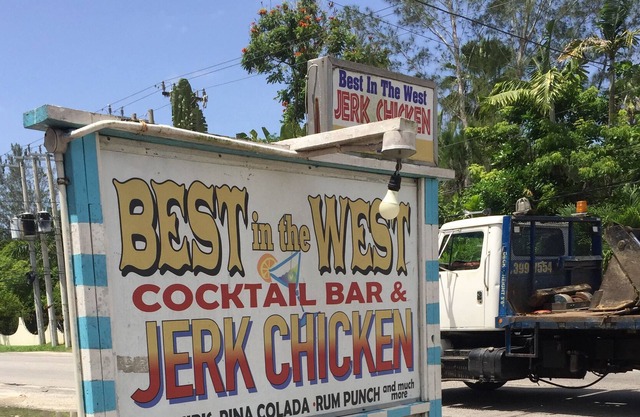 Best In The West
JERK CHICKEN
BEST in the WEST
COCKTAIL BAR &
JERK CHICKEN
PINA COLADA · RUM PUNCH and much more